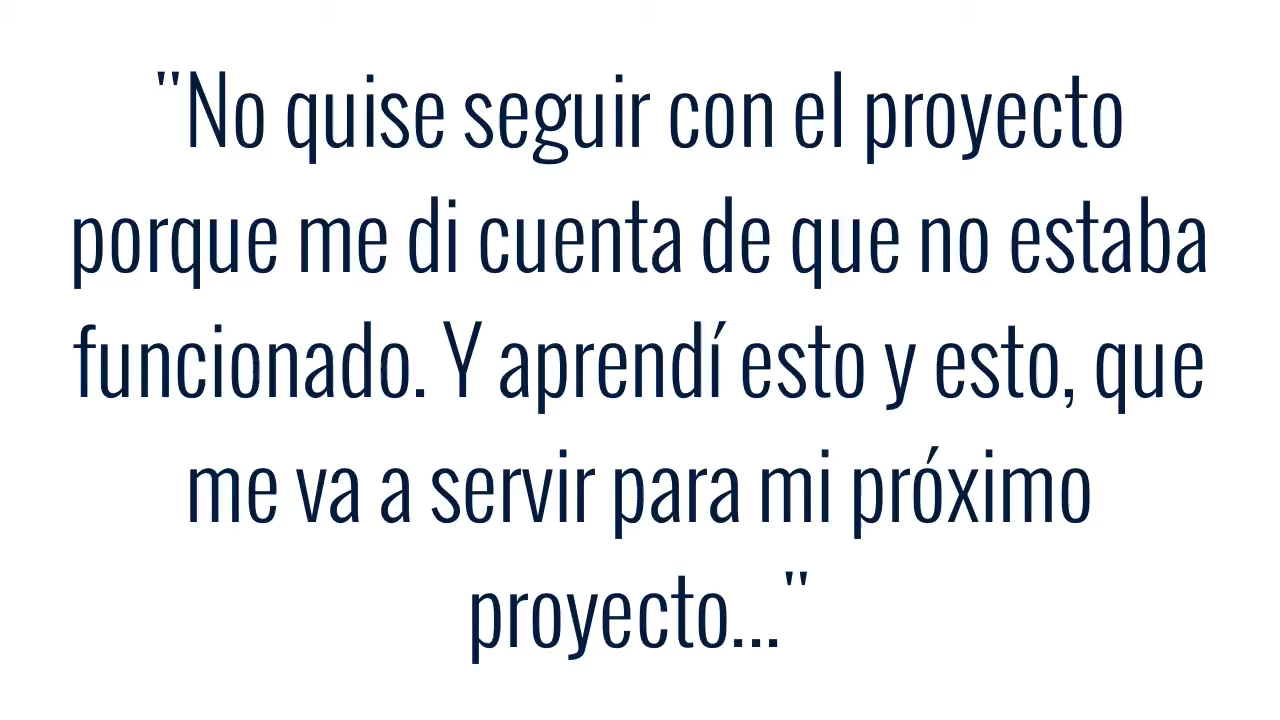 "No quise seguir con el proyecto
porque me di cuenta de que no estaba
funcionado. Y aprendí esto y esto, que
me va a servir para mi próximo
proyecto..."